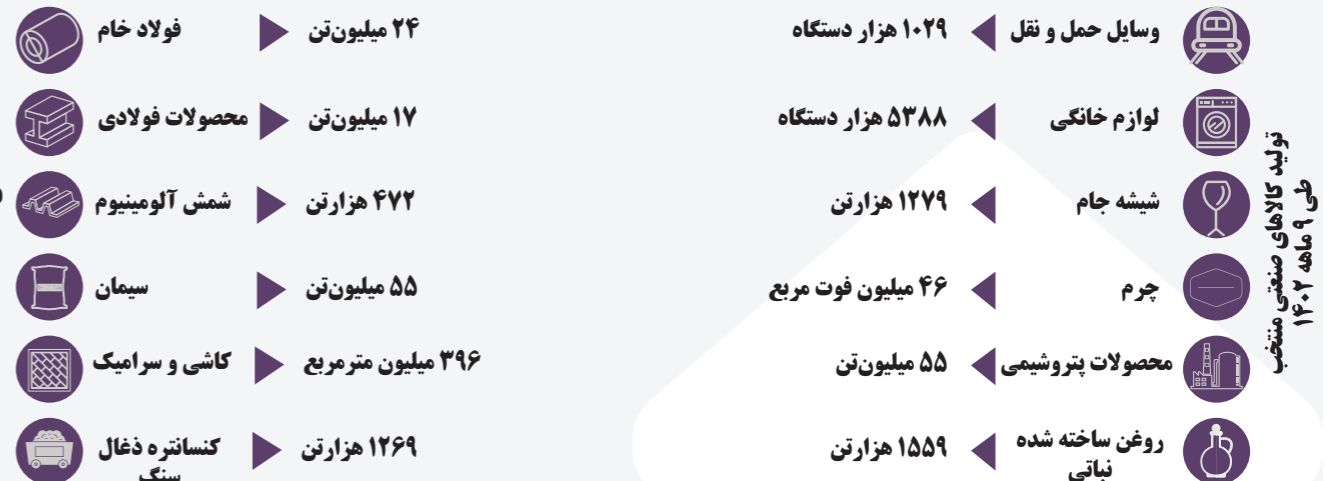 تولید کالاهای صنعتی منتخب
طی ۹ ماهه ۱۴۰۲
وسایل حمل و نقل ۱۰۲۹ هزار دستگاه
لوازم خانگی ۵۳۸۸ هزار دستگاه
شیشه جام ۱۲۷۹ هزارتن
چرم ۴۶ میلیون فوت مربع
محصولات پتروشیمی ۵۵ میلیون‌تن
روغن ساخته شده
نباتی
۱۵۵۹ هزارتن
فولاد خام ۲۴ میلیون‌تن
محصولات فولادی ۱۷ میلیون‌تن
شمش آلومینیوم ۴۷۲ هزارتن
سیمان ۵۵ میلیون‌تن
کاشی و سرامیک ۳۹۶ میلیون مترمربع
کنسانتره ذغال
سنگ
۱۲۶۹ هزارتن